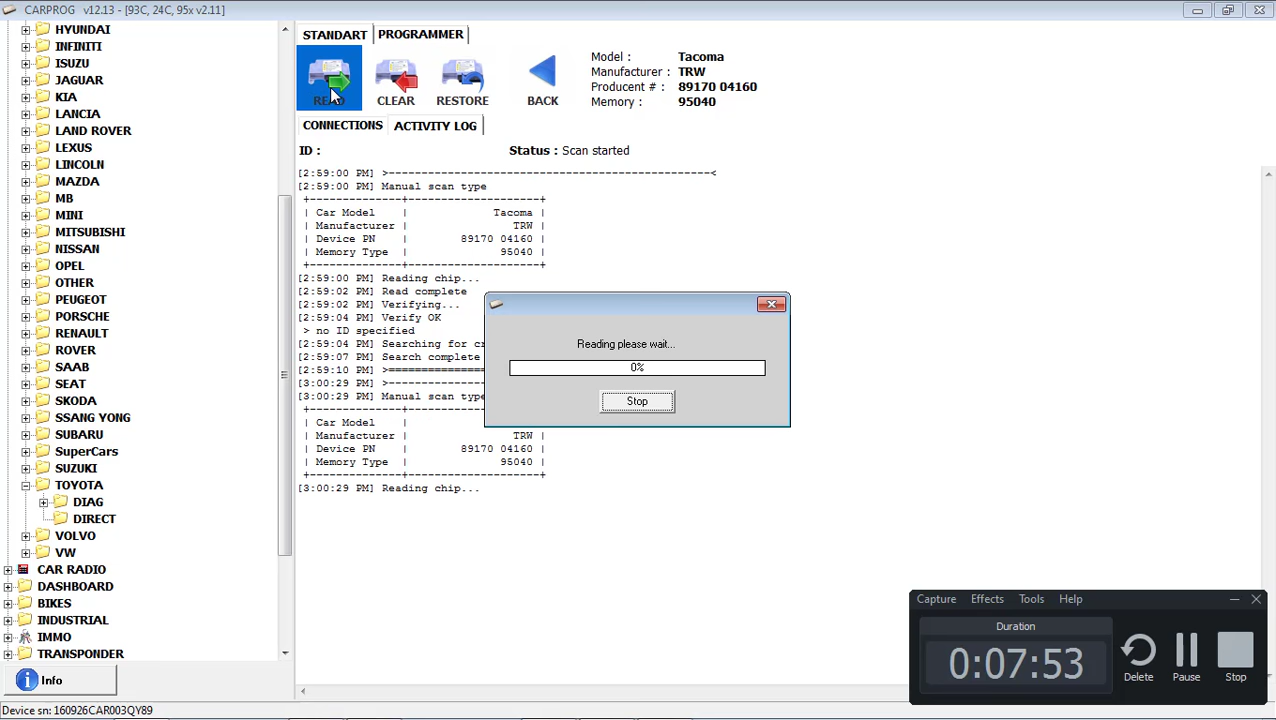 CARPROG v12.13 - [93C, 24C, 95x v2.11]
HYUNDAI
INFINITI
ISUZU
JAGUAR
KIA
LANCIA
LAND ROVER
LEXUS
LINCOLN
MAZDA
MB
MINI
MITSUBISHI
NISSAN
OPEL
OTHER
PEUGEOT
PORSCHE
RENAULT
ROVER
SAAB
SEAT
SKODA
SSANG YONG
SUBARU
SuperCars
SUZUKI
TOYOTA
DIAG
DIRECT
VOLVO
VW
CAR RADIO
DASHBOARD
BIKES
INDUSTRIAL
IMMO
TRANSPONDER
Info
Device sn: 160926CAR003QY89
STANDART PROGRAMMER
READ CLEAR RESTORE BACK
Model : Tacoma
Manufacturer : TRW
Producent # : 89170 04160
Memory : 95040
CONNECTIONS ACTIVITY LOG
ID : Status : Scan started
[2:59:00 PM] >-------------------------------------------------<
[2:59:00 PM] Manual scan type
+------------+-----------------+
| Car Model | Tacoma |
| Manufacturer | TRW |
| Device PN | 89170 04160 |
| Memory Type | 95040 |
+------------+-----------------+
[2:59:00 PM] Reading chip...
[2:59:02 PM] Read complete
[2:59:02 PM] Verifying...
[2:59:04 PM] Verify OK
> no ID specified
[2:59:04 PM] Searching for cr
[2:59:07 PM] Search complete
[2:59:10 PM] >============
[3:00:29 PM] >------------
[3:00:29 PM] Manual scan type
+------------+-----------------+
| Car Model |
| Manufacturer | TRW |
| Device PN | 89170 04160 |
| Memory Type | 95040 |
+------------+-----------------+
[3:00:29 PM] Reading chip...
Reading please wait...
0%
Stop
Capture Effects Tools Help
Duration
0:07:53
Delete Pause Stop